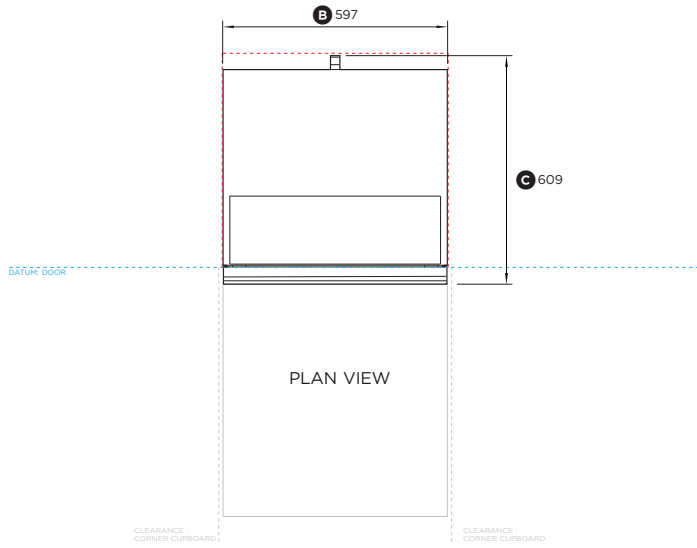 B 597
C 609
DATUM: DOOR
PLAN VIEW
CLEARANCE :
CORNER CUPBOARD
CLEARANCE :
CORNER CUPBOARD